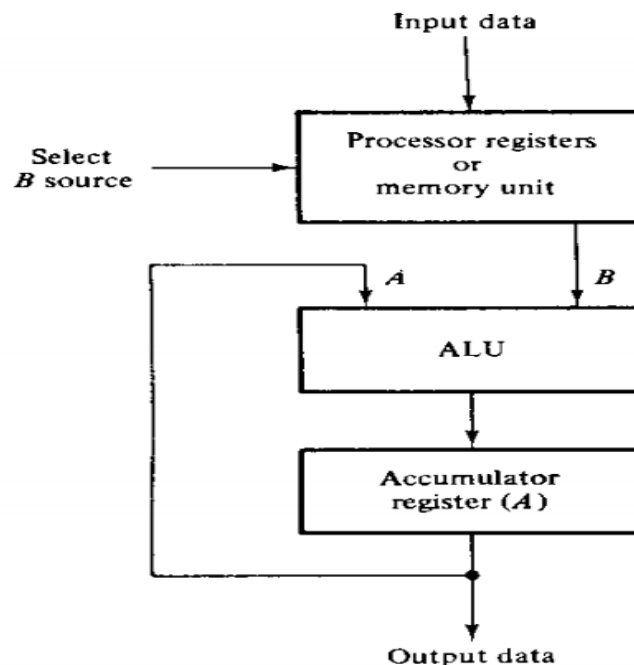 Input data
Processor registers
or
memory unit
Select
B source
A
B
ALU
Accumulator
register (A)
Output data